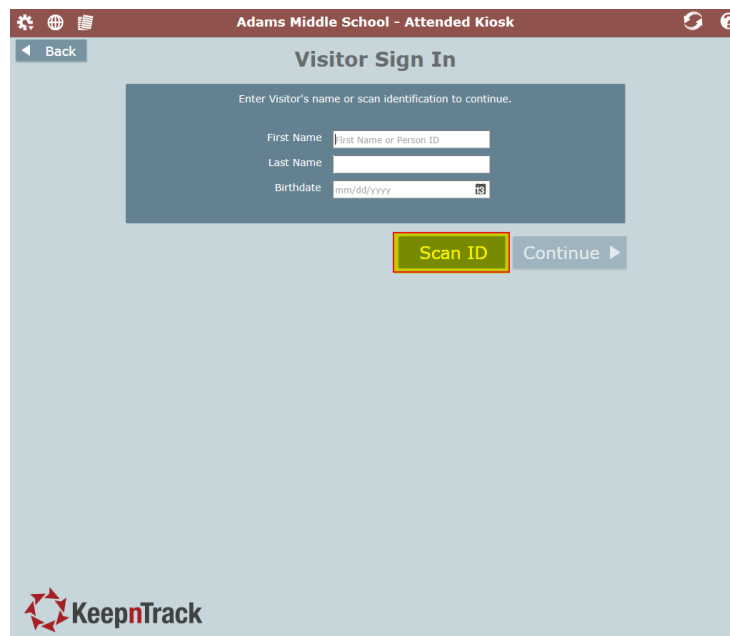 Adams Middle School - Attended Kiosk
Back
Visitor Sign In
Enter Visitor's name or scan identification to continue.
First Name First Name or Person ID
Last Name
Birthdate mm/dd/yyyy 13
Scan ID Continue
KeepnTrack